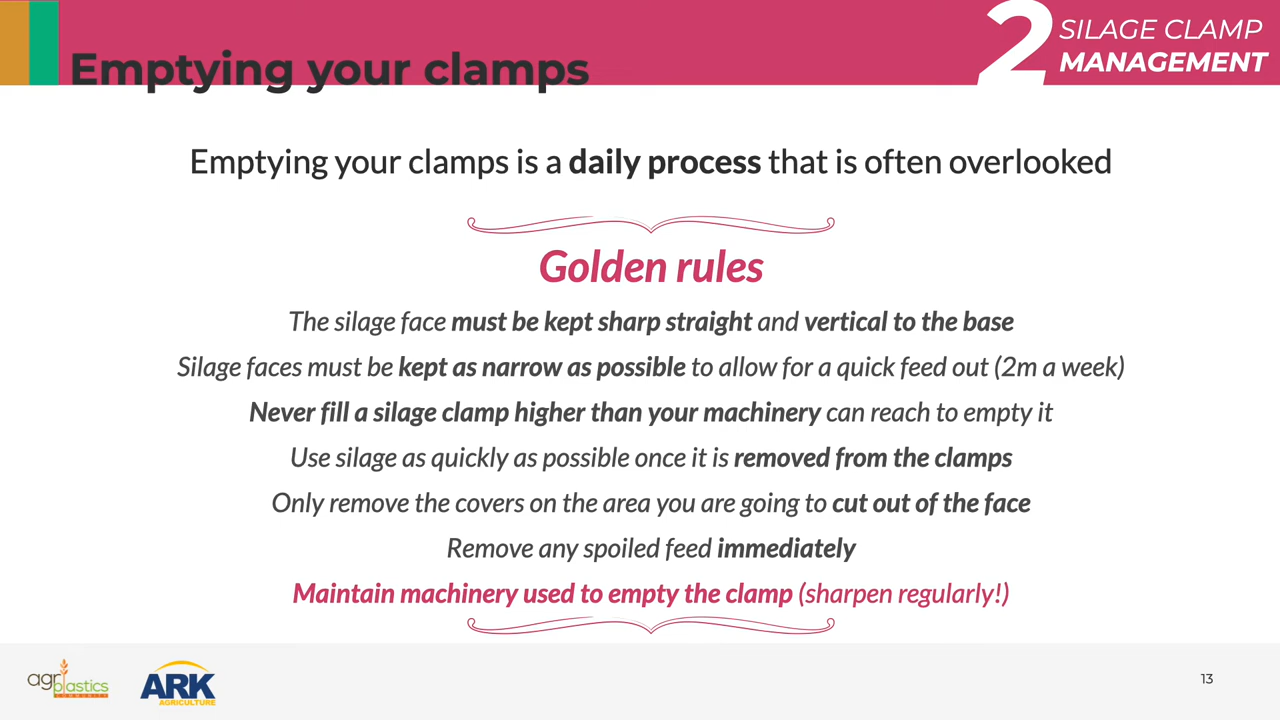 2
SILAGE CLAMP
MANAGEMENT
Emptying your clamps
Emptying your clamps is a daily process that is often overlooked
Golden rules
The silage face must be kept sharp straight and vertical to the base
Silage faces must be kept as narrow as possible to allow for a quick feed out (2m a week)
Never fill a silage clamp higher than your machinery can reach to empty it
Use silage as quickly as possible once it is removed from the clamps
Only remove the covers on the area you are going to cut out of the face
Remove any spoiled feed immediately
Maintain machinery used to empty the clamp (sharpen regularly!)
agriplastics
COMMUNITY
ARK
AGRICULTURE
13